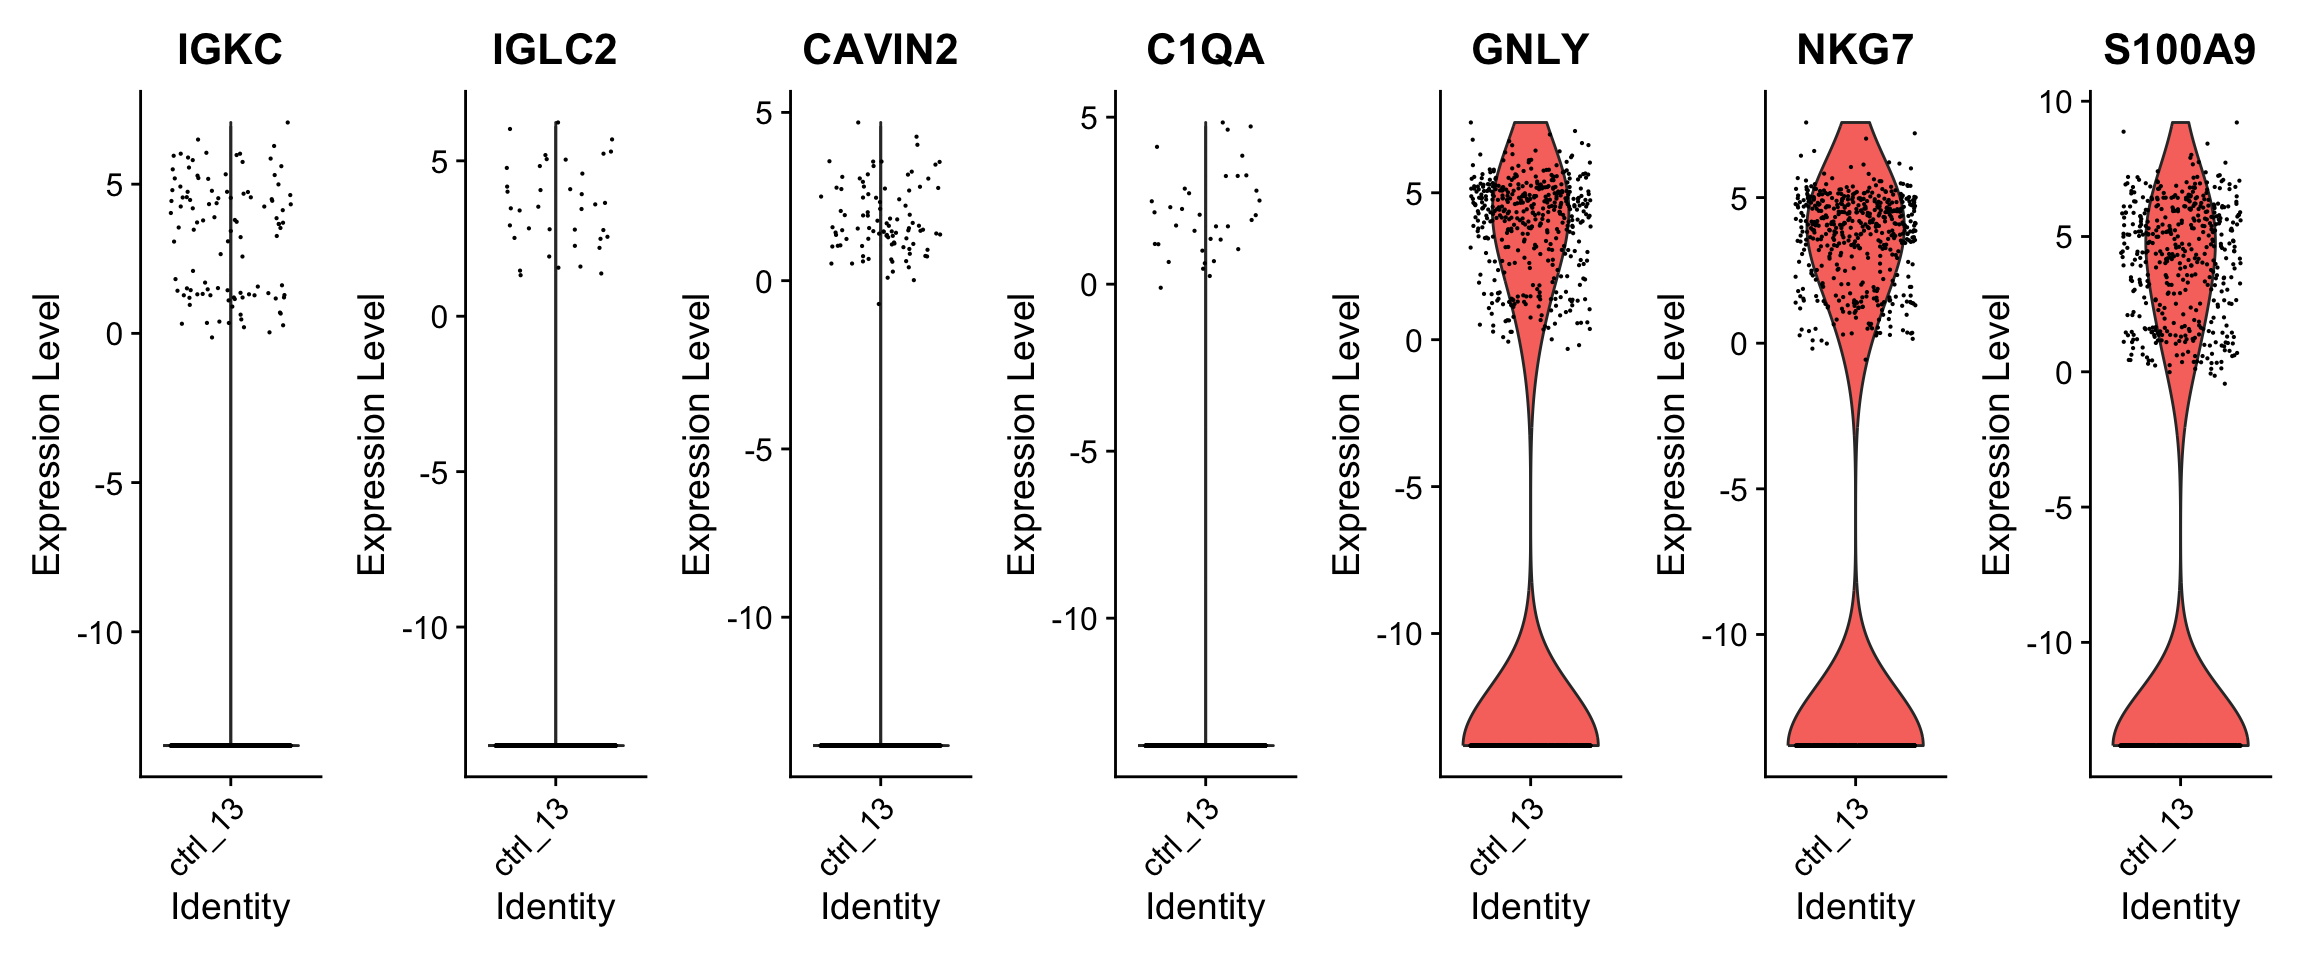 IGKC
Expression Level
5
0
-5
-10
ctrl_13
Identity
IGLC2
Expression Level
5
0
-5
-10
ctrl_13
Identity
CAVIN2
Expression Level
5
0
-5
-10
ctrl_13
Identity
C1QA
Expression Level
5
0
-5
-10
ctrl_13
Identity
GNLY
Expression Level
5
0
-5
-10
ctrl_13
Identity
NKG7
Expression Level
5
0
-5
-10
ctrl_13
Identity
S100A9
Expression Level
10
5
0
-5
-10
ctrl_13
Identity